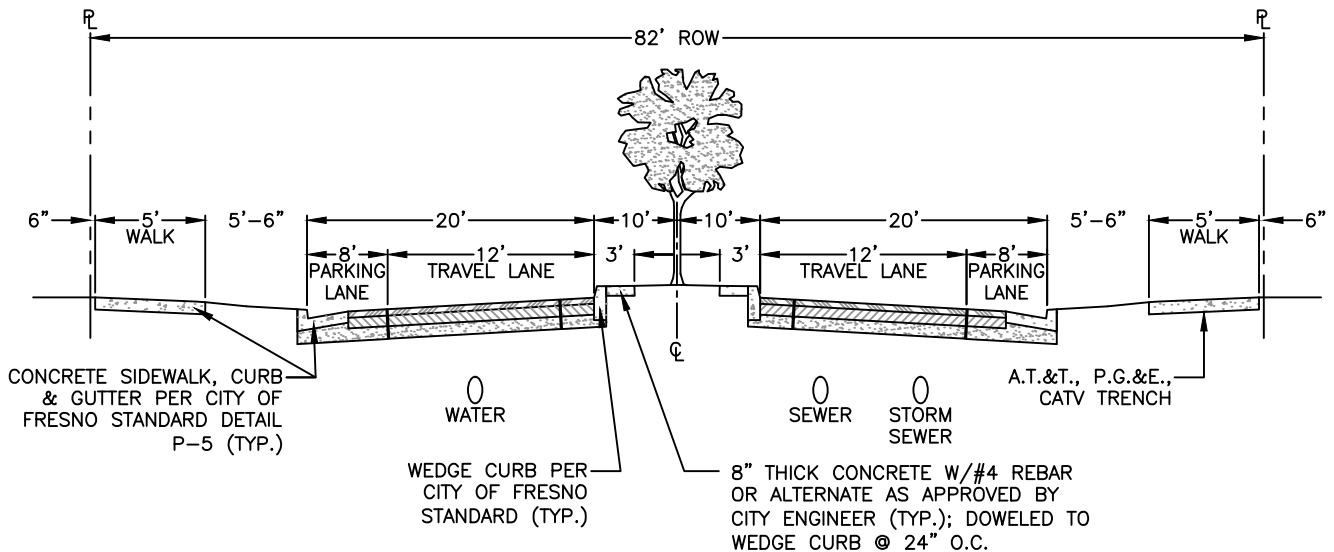 PL PL
82' ROW
6" 5' 5'-6" 20' 10' 10' 20' 5'-6" 5' 6"
WALK WALK
8' 12' 3' 3' 12' 8'
PARKING LANE TRAVEL LANE TRAVEL LANE PARKING LANE
CL
CONCRETE SIDEWALK, CURB
& GUTTER PER CITY OF
FRESNO STANDARD DETAIL
P-5 (TYP.)
WATER
SEWER
STORM
SEWER
A.T.&T., P.G.&E.,
CATV TRENCH
WEDGE CURB PER
CITY OF FRESNO
STANDARD (TYP.)
8" THICK CONCRETE W/#4 REBAR
OR ALTERNATE AS APPROVED BY
CITY ENGINEER (TYP.); DOWELED TO
WEDGE CURB @ 24" O.C.